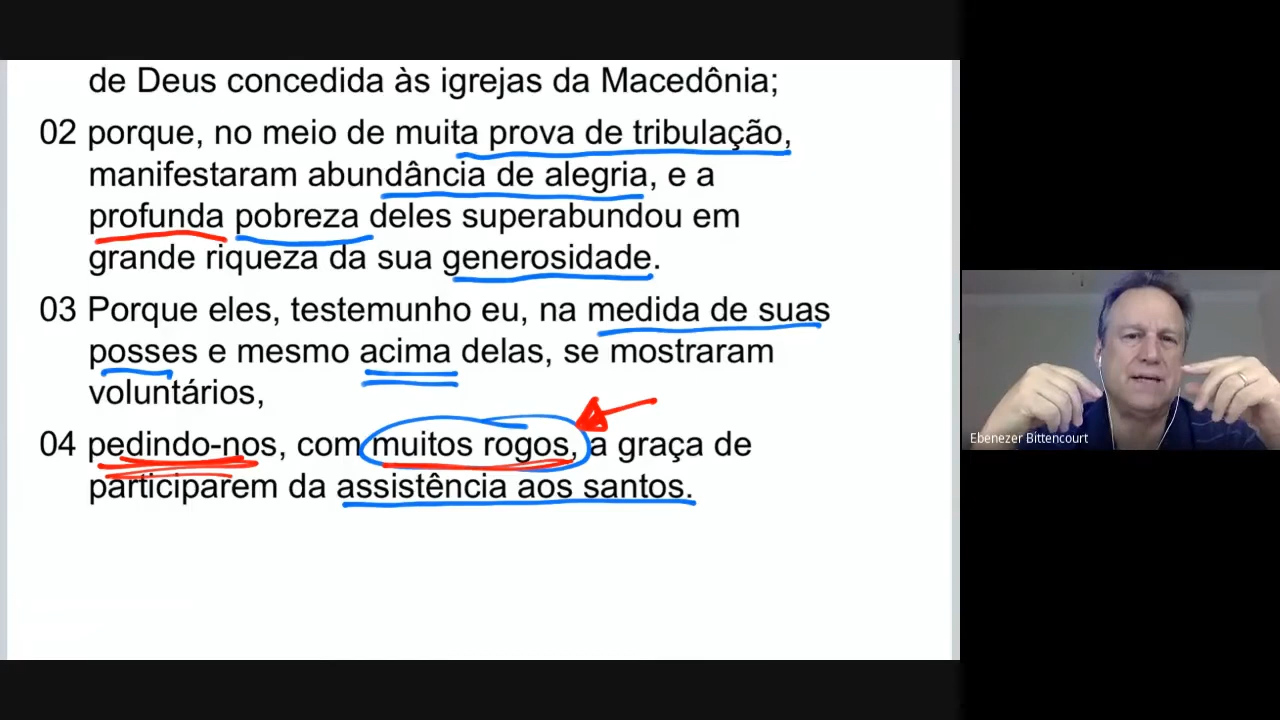 de Deus concedida às igrejas da Macedônia;
02 porque, no meio de muita prova de tribulação,
manifestaram abundância de alegria, e a
profunda pobreza deles superabundou em
grande riqueza da sua generosidade.
03 Porque eles, testemunho eu, na medida de suas
posses e mesmo acima delas, se mostraram
voluntários,
04 pedindo-nos, com muitos rogos, a graça de
participarem da assistência aos santos.
Ebenezer Bittencourt